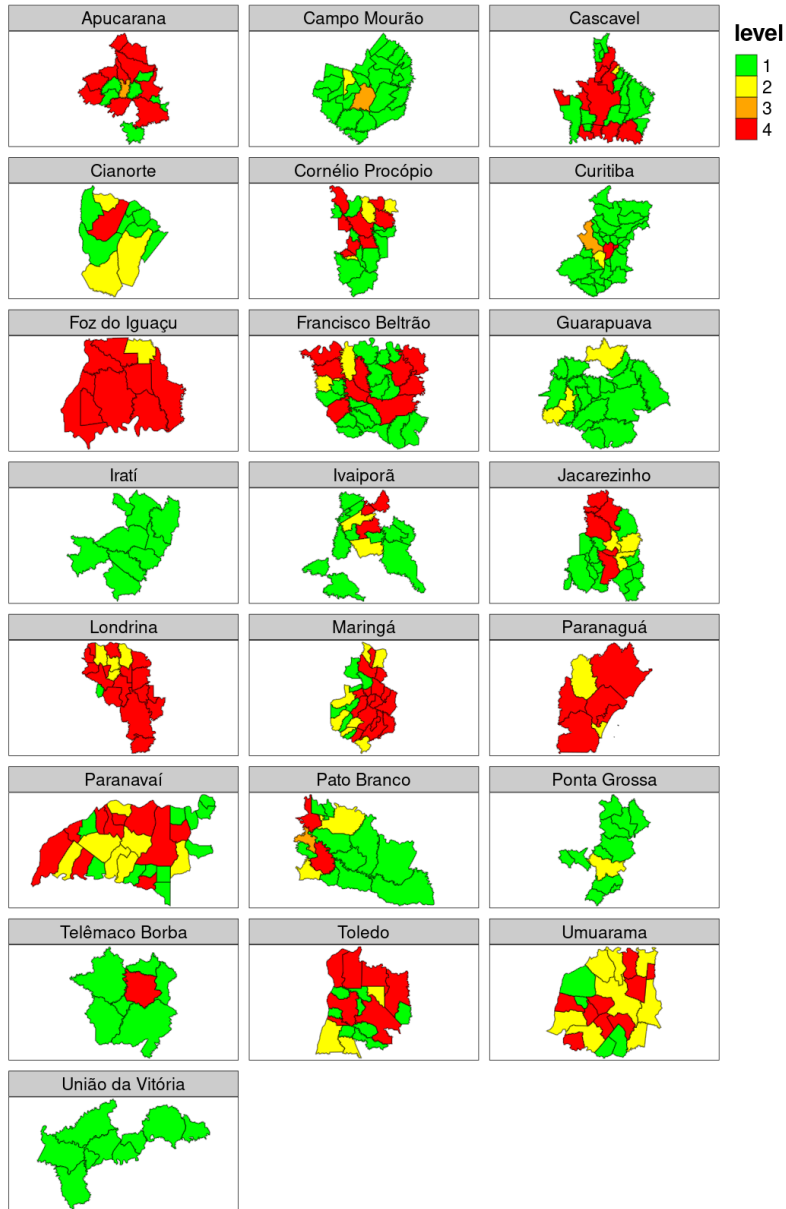 Apucarana
Campo Mourão
Cascavel
level
1
2
3
4
Cianorte
Cornélio Procópio
Curitiba
Foz do Iguaçu
Francisco Beltrão
Guarapuava
Iratí
Ivaiporã
Jacarezinho
Londrina
Maringá
Paranaguá
Paranavaí
Pato Branco
Ponta Grossa
Telêmaco Borba
Toledo
Umuarama
União da Vitória